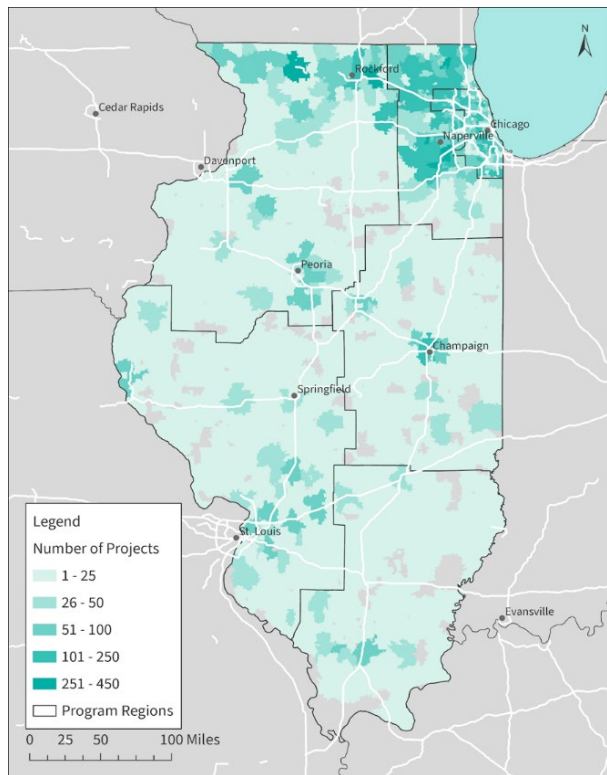 N
Rockford
Cedar Rapids
Chicago
Naperville
Davenport
Peoria
Champaign
Springfield
St. Louis
Evansville
Legend
Number of Projects
1 - 25
26 - 50
51 - 100
101 - 250
251 - 450
Program Regions
0 25 50 100 Miles